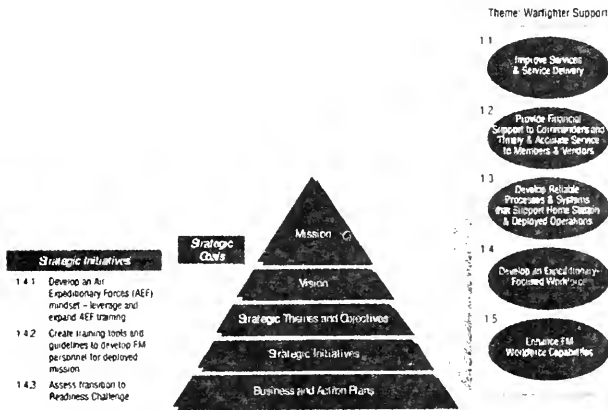 Theme: Warfighter Support
1.1
Improve Services
& Service Delivery
1.2
Provide Financial
Support to Commanders and
Timely & Accurate Service
to Members & Vendors
1.3
Develop Reliable
Processes & Systems
that Support Home Station
& Deployed Operations
1.4
Develop an Expeditionary-
Focused Workforce
1.5
Enhance FM
Workforce Capabilities
Strategic
Goals
Mission
Vision
Strategic Themes and Objectives
Strategic Initiatives
Business and Action Plans
Strategic Initiatives
1.4.1 Develop an Air
Expeditionary Forces (AEF)
mindset – leverage and
expand AEF training
1.4.2 Create training tools and
guidelines to develop FM
personnel for deployed
mission
1.4.3 Assess transition to
Readiness Challenge